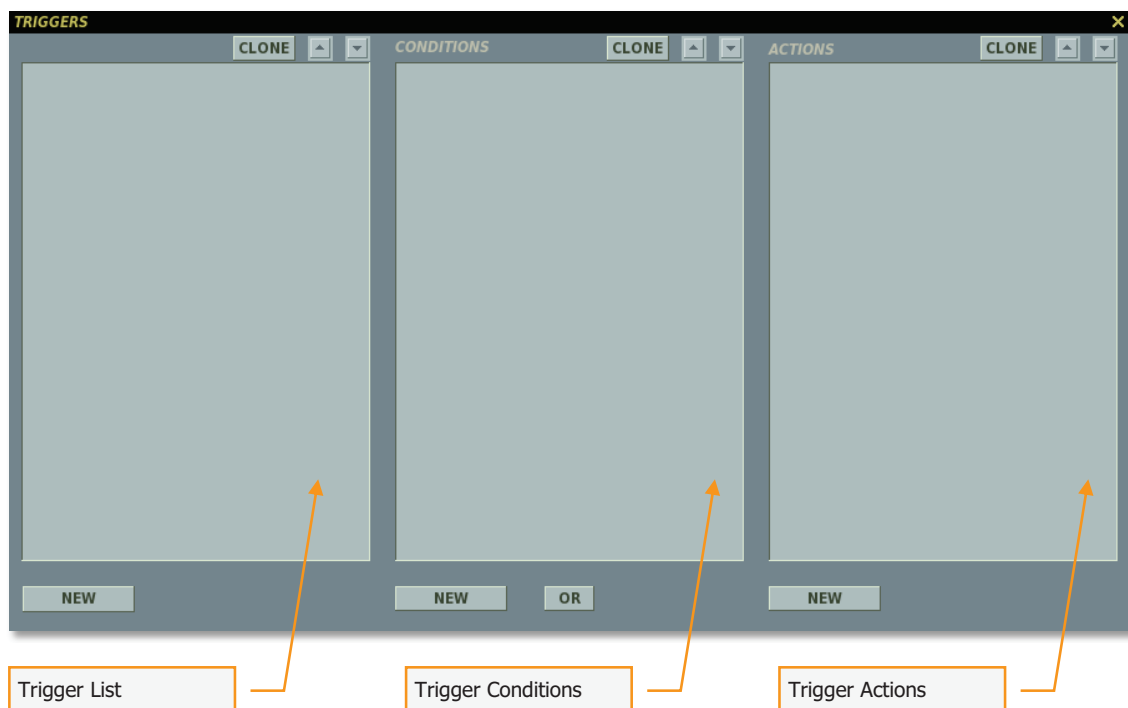 TRIGGERS
CLONE CONDITIONS CLONE ACTIONS CLONE
NEW NEW OR NEW
Trigger List Trigger Conditions Trigger Actions